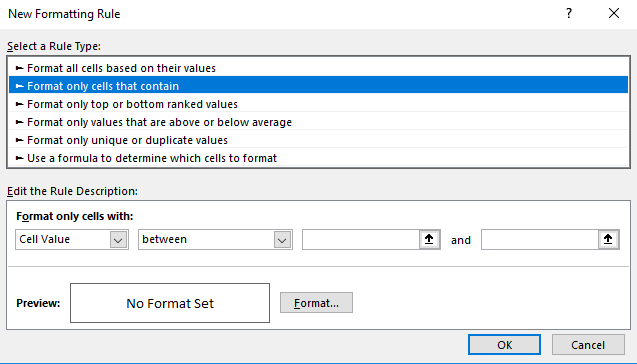 New Formatting Rule ?
Select a Rule Type:
► Format all cells based on their values
► Format only cells that contain
► Format only top or bottom ranked values
► Format only values that are above or below average
► Format only unique or duplicate values
► Use a formula to determine which cells to format
Edit the Rule Description:
Format only cells with:
Cell Value between and
Preview: No Format Set Format...
OK Cancel